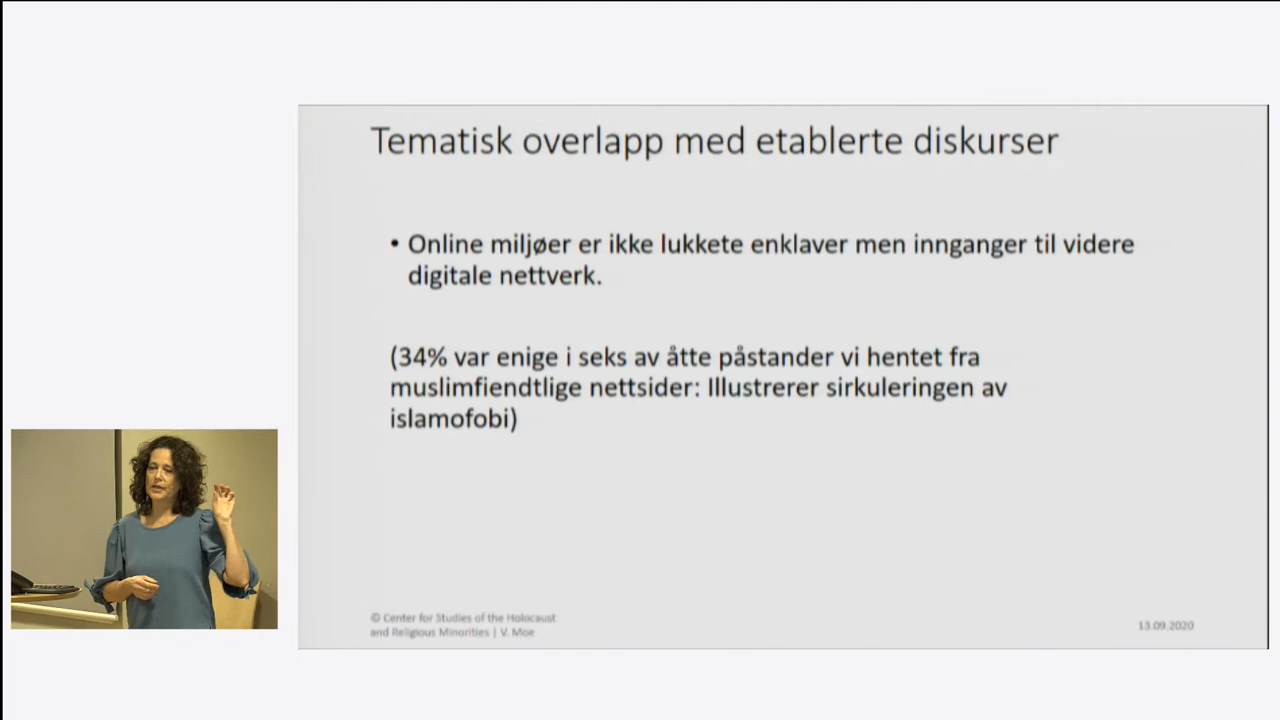 Tematisk overlapp med etablerte diskurser
• Online miljøer er ikke lukkete enklaver men innganger til videre
digitale nettverk.
(34% var enige i seks av åtte påstander vi hentet fra
muslimfiendtlige nettsider: Illustrerer sirkuleringen av
islamofobi)
© Center for Studies of the Holocaust
and Religious Minorities | V. Moe
13.09.2020